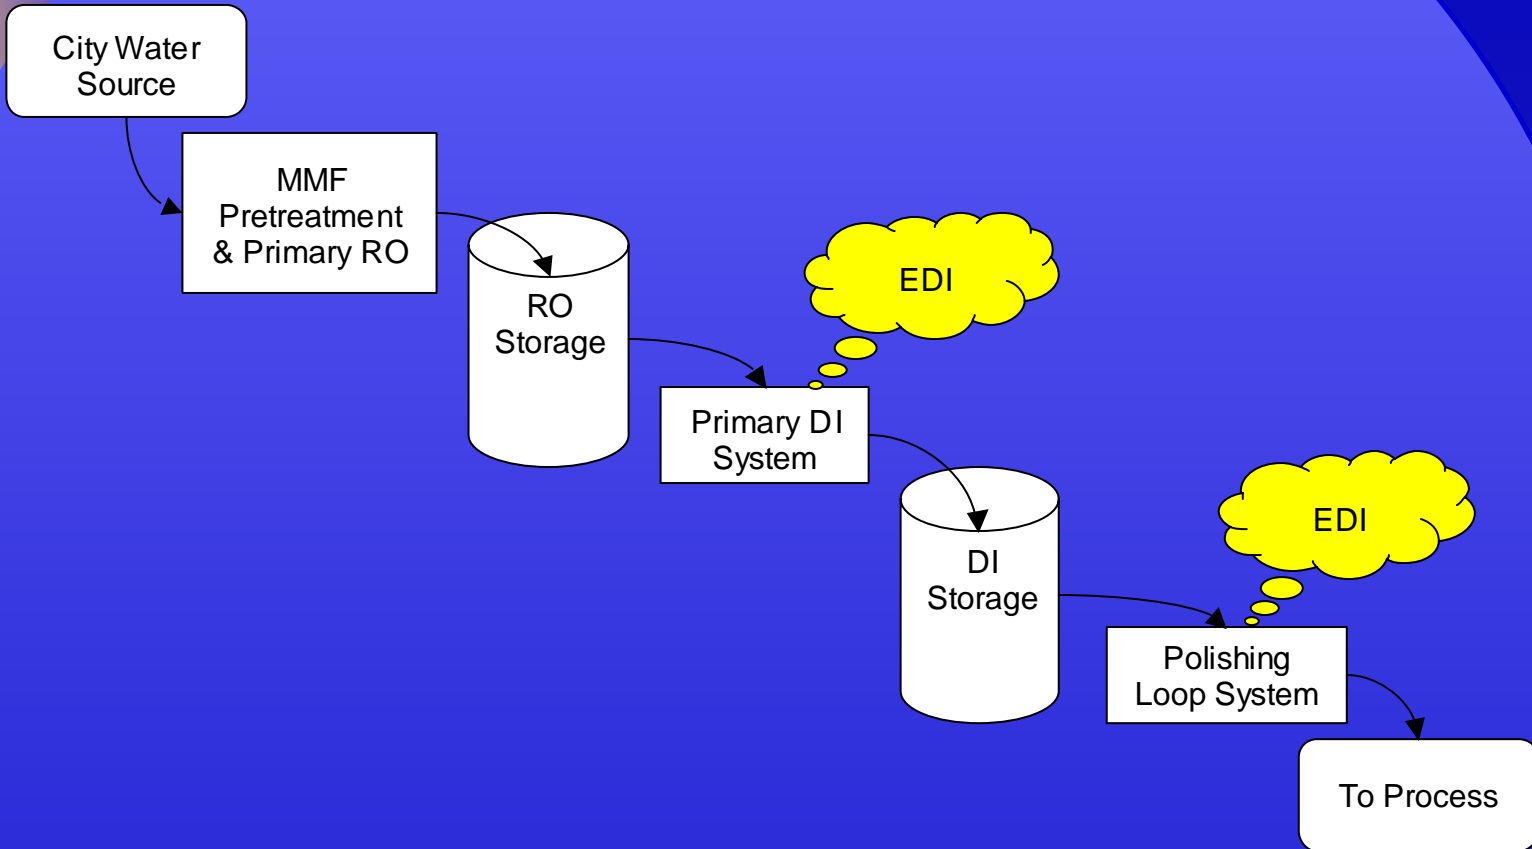 City Water
Source
MMF
Pretreatment
& Primary RO
RO
Storage
EDI
Primary DI
System
DI
Storage
EDI
Polishing
Loop System
To Process